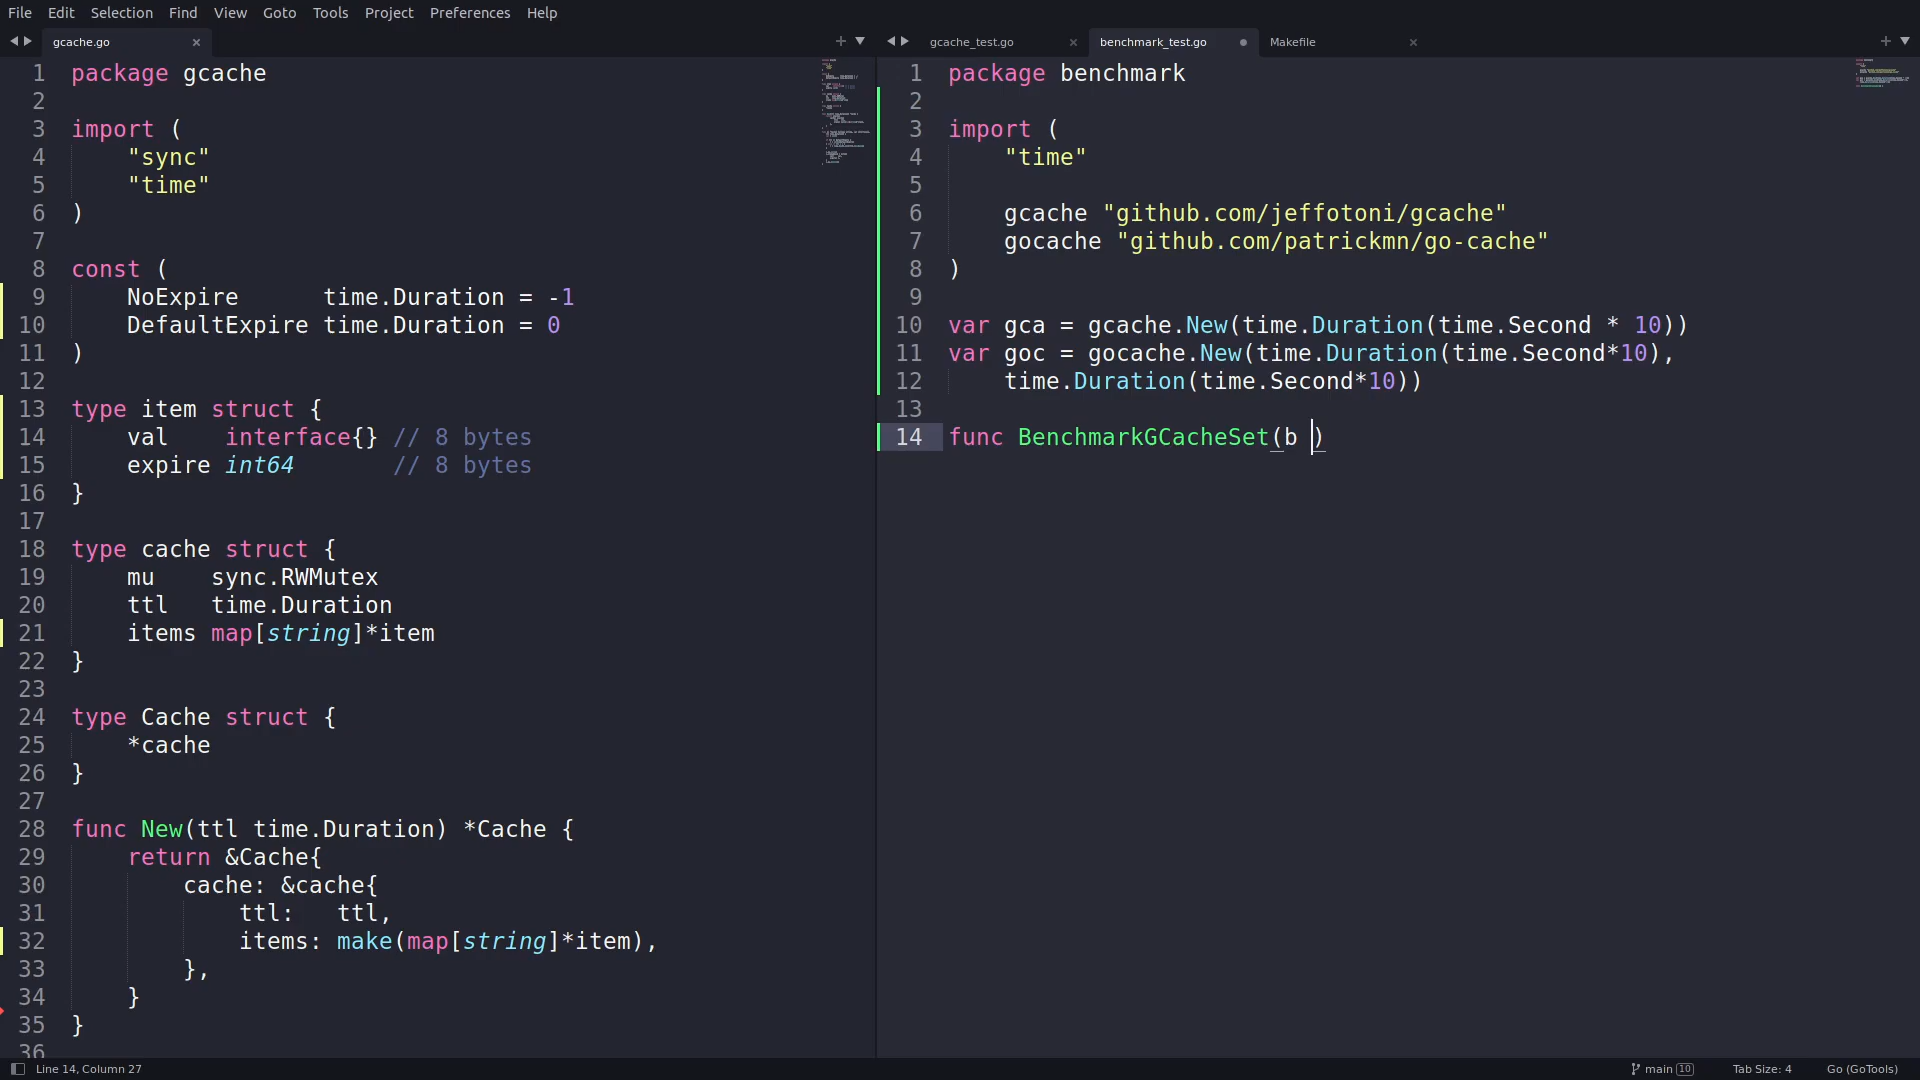 File Edit Selection Find View Goto Tools Project Preferences Help
gcache.go
1 package gcache
2
3 import (
4 "sync"
5 "time"
6 )
7
8 const (
9 NoExpire time.Duration = -1
10 DefaultExpire time.Duration = 0
11 )
12
13 type item struct {
14 val interface{} // 8 bytes
15 expire int64 // 8 bytes
16 }
17
18 type cache struct {
19 mu sync.RWMutex
20 ttl time.Duration
21 items map[string]*item
22 }
23
24 type Cache struct {
25 *cache
26 }
27
28 func New(ttl time.Duration) *Cache {
29 return &Cache{
30 cache: &cache{
31 ttl: ttl,
32 items: make(map[string]*item),
33 },
34 }
35 }
36
gcache_test.go benchmark_test.go Makefile
1 package benchmark
2
3 import (
4 "time"
5
6 gcache "github.com/jeffotoni/gcache"
7 gocache "github.com/patrickmn/go-cache"
8 )
9
10 var gca = gcache.New(time.Duration(time.Second * 10))
11 var goc = gocache.New(time.Duration(time.Second*10),
12 time.Duration(time.Second*10))
13
14 func BenchmarkGCacheSet(b )
Line 14, Column 27 main 10 Tab Size: 4 Go (GoTools)